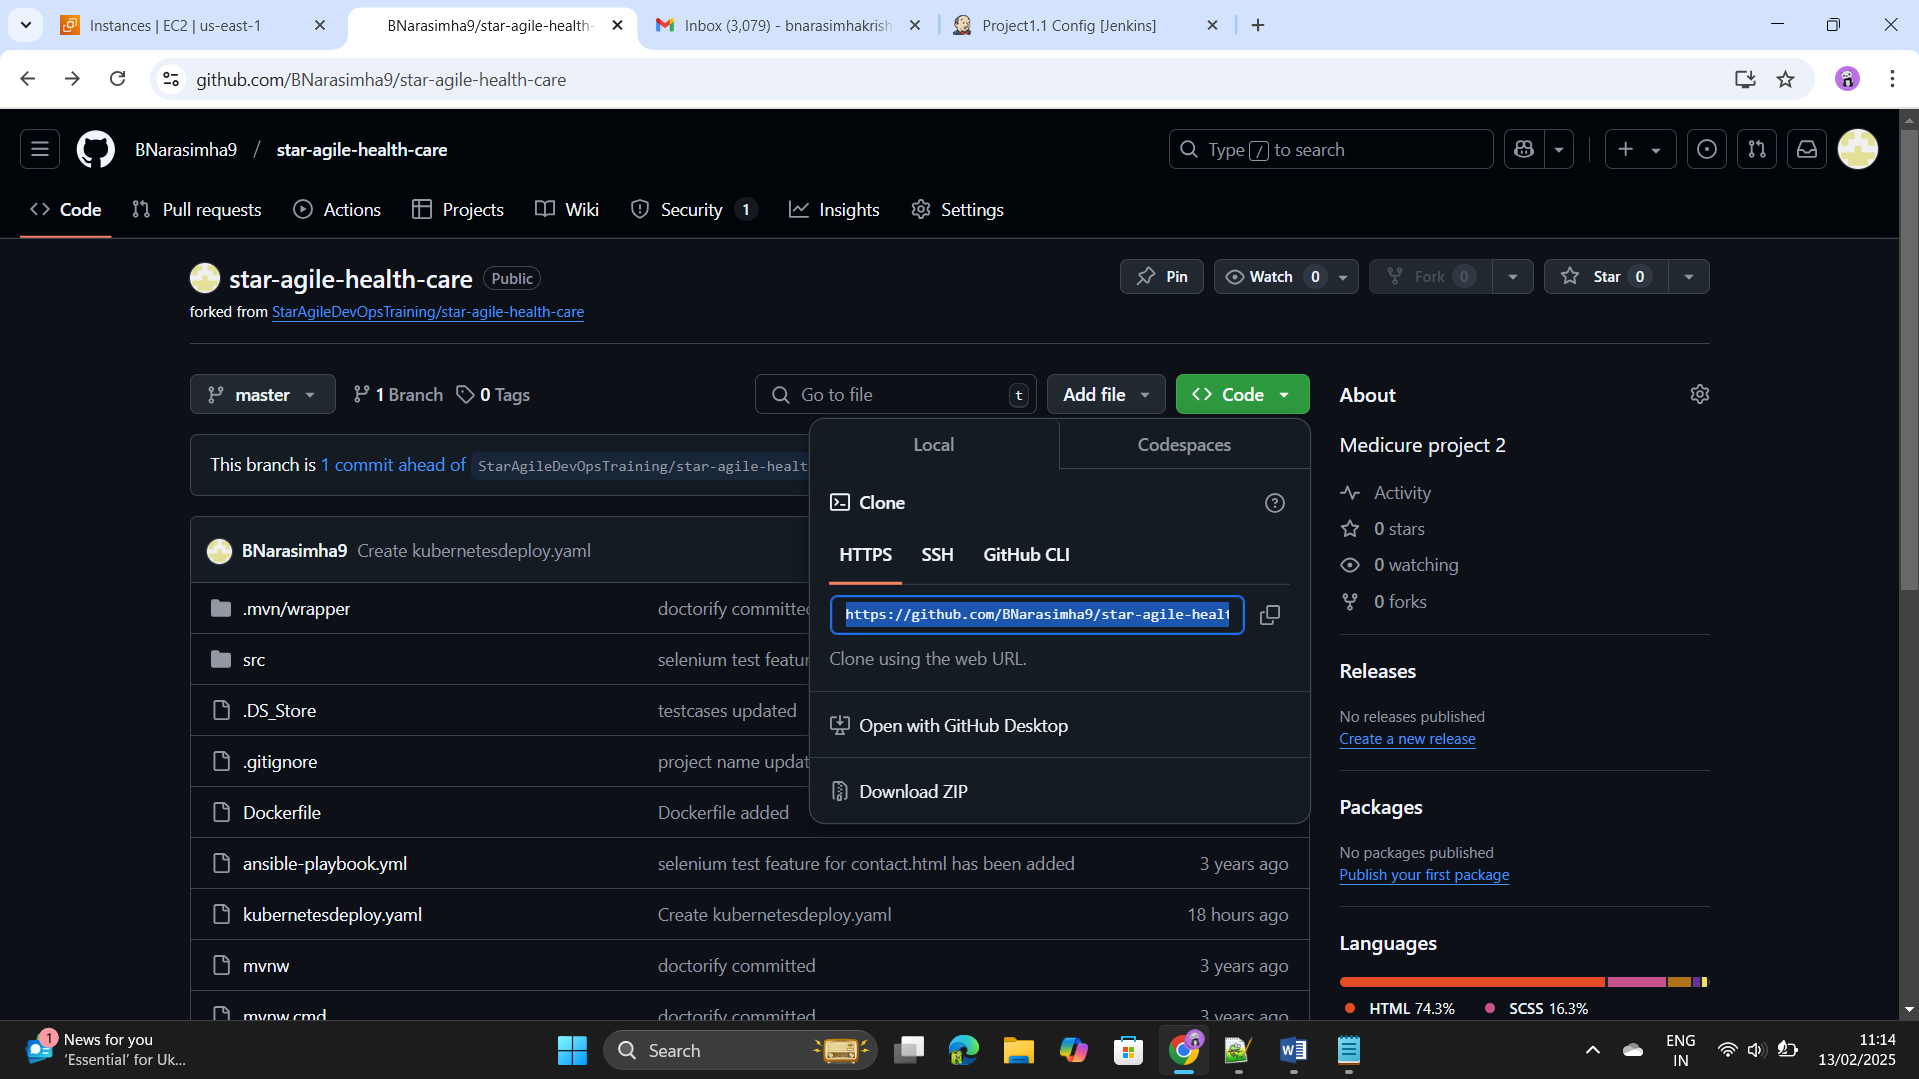 Instances | EC2 | us-east-1
BNarasimha9/star-agile-health-
Inbox (3,079) - bnarasimhakrish
Project1.1 Config [Jenkins]
github.com/BNarasimha9/star-agile-health-care
BNarasimha9 / star-agile-health-care
Type / to search
Code
Pull requests
Actions
Projects
Wiki
Security 1
Insights
Settings
star-agile-health-care Public
Pin
Watch 0
Fork 0
Star 0
forked from StarAgileDevOpsTraining/star-agile-health-care
master
1 Branch
0 Tags
Go to file t
Add file
Code
About
Local
Codespaces
Medicure project 2
This branch is 1 commit ahead of StarAgileDevOpsTraining/star-agile-healt
Activity
Clone
0 stars
BNarasimha9 Create kubernetesdeploy.yaml
HTTPS
SSH
GitHub CLI
0 watching
0 forks
.mvn/wrapper doctorify committed
https://github.com/BNarasimha9/star-agile-healt
src selenium test featur
Clone using the web URL.
Releases
.DS_Store testcases updated
No releases published
Open with GitHub Desktop
Create a new release
.gitignore project name updat
Download ZIP
Dockerfile Dockerfile added
Packages
No packages published
ansible-playbook.yml selenium test feature for contact.html has been added 3 years ago
Publish your first package
kubernetesdeploy.yaml Create kubernetesdeploy.yaml 18 hours ago
Languages
mvnw doctorify committed 3 years ago
HTML 74.3% SCSS 16.3%
mvnw.cmd doctorify committed 3 years ago
1
News for you
'Essential' for Uk...
Search
ENG
IN
11:14
13/02/2025